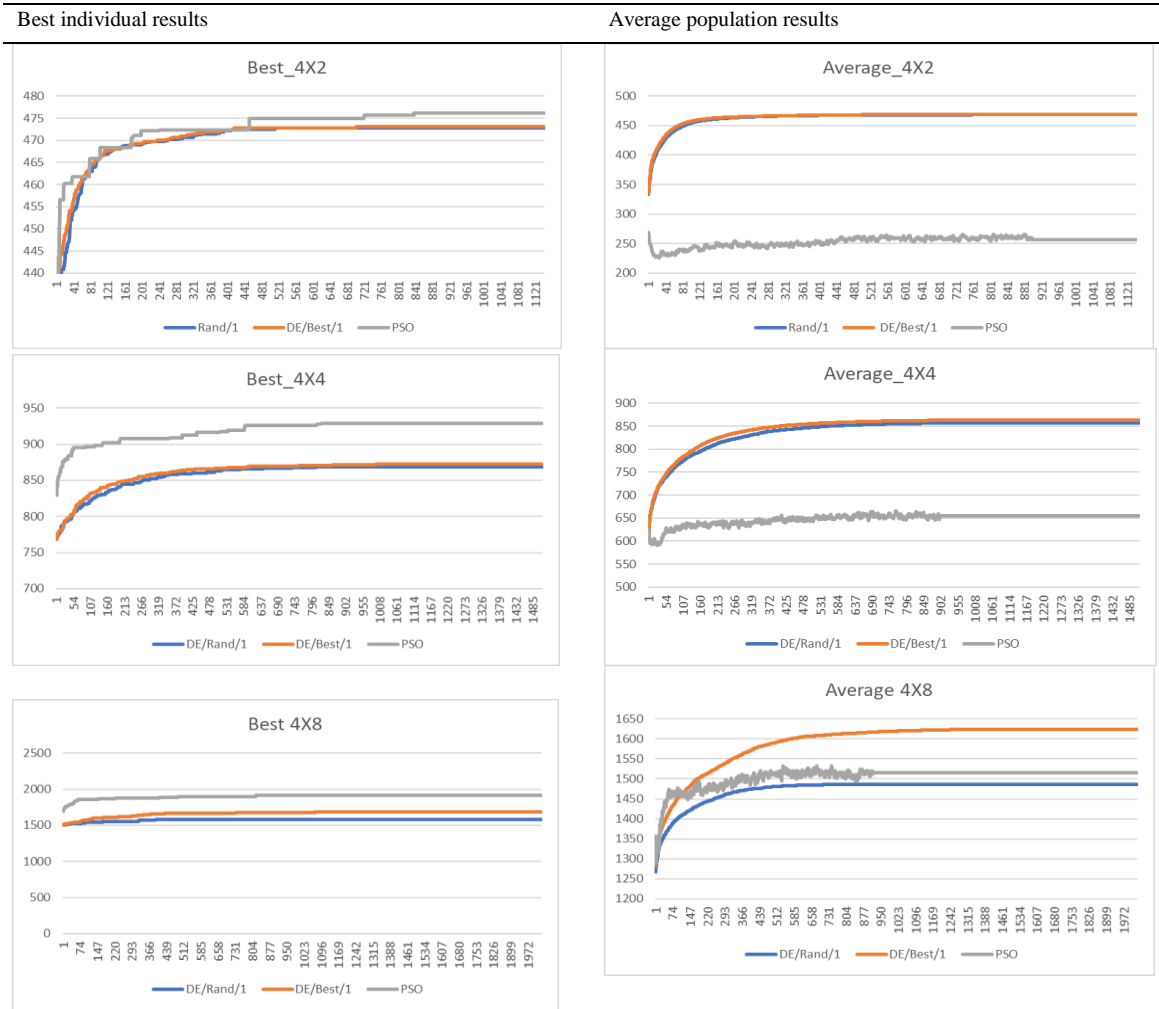 Best individual results
Average population results
Best_4X2
480
475
470
465
460
455
450
445
440
1 41 81 121 161 201 241 281 321 361 401 441 481 521 561 601 641 681 721 761 801 841 881 921 961 1001 1041 1081 1121
Rand/1 DE/Best/1 PSO
Average_4X2
500
450
400
350
300
250
200
1 41 81 121 161 201 241 281 321 361 401 441 481 521 561 601 641 681 721 761 801 841 881 921 961 1001 1041 1081 1121
Rand/1 DE/Best/1 PSO
Best_4X4
950
900
850
800
750
700
1 54 107 160 213 266 319 372 425 478 531 584 637 690 743 796 849 902 955 1008 1061 1114 1167 1220 1273 1326 1379 1432 1485
DE/Rand/1 DE/Best/1 PSO
Average_4X4
900
850
800
750
700
650
600
550
500
1 54 107 160 213 266 319 372 425 478 531 584 637 690 743 796 849 902 955 1008 1061 1114 1167 1220 1273 1326 1379 1432 1485
DE/Rand/1 DE/Best/1 PSO
Best 4X8
2500
2000
1500
1000
500
0
1 74 147 220 293 366 439 512 585 658 731 804 877 950 1023 1096 1169 1242 1315 1388 1461 1534 1607 1680 1753 1826 1899 1972
DE/Rand/1 DE/Best/1 PSO
Average 4X8
1650
1600
1550
1500
1450
1400
1350
1300
1250
1200
1 74 147 220 293 366 439 512 585 658 731 804 877 950 1023 1096 1169 1242 1315 1388 1461 1534 1607 1680 1753 1826 1899 1972
DE/Rand/1 DE/Best/1 PSO